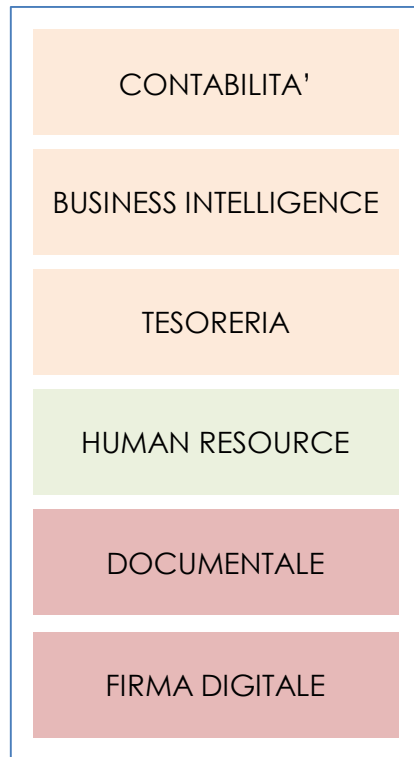 CONTABILITA’
BUSINESS INTELLIGENCE
TESORERIA
HUMAN RESOURCE
DOCUMENTALE
FIRMA DIGITALE